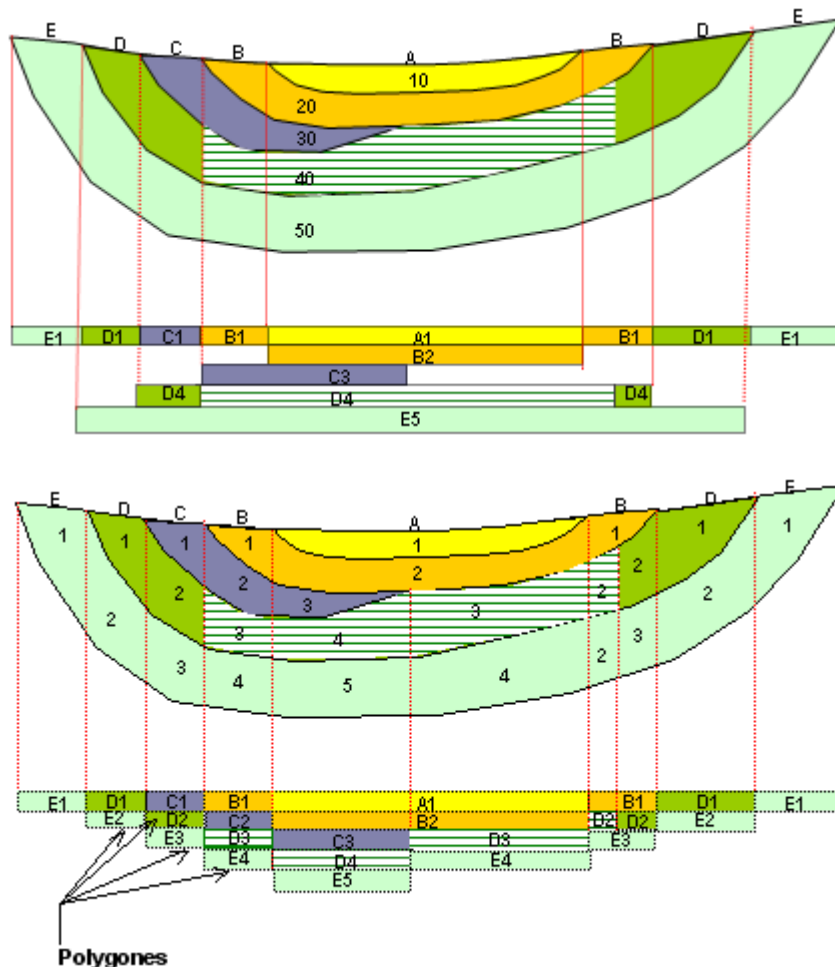 E D C B A B D E
10
20
30
40
50
E1 D1 C1 B1 A1 B1 D1 E1
B2
C3
D4 D4 D4
E5
E D C B A B D E
1 1 1 1 1 1 1 1
2 2 2 2 2 2 2
3 3 3
3 4 2 3
3 4 5 4
E1 D1 C1 B1 A1 B1 D1 E1
E2 D2 C2 B2 D2 D2 E2
E3 D3 C3 D3 E3
E4 D4 E4
E5
Polygones